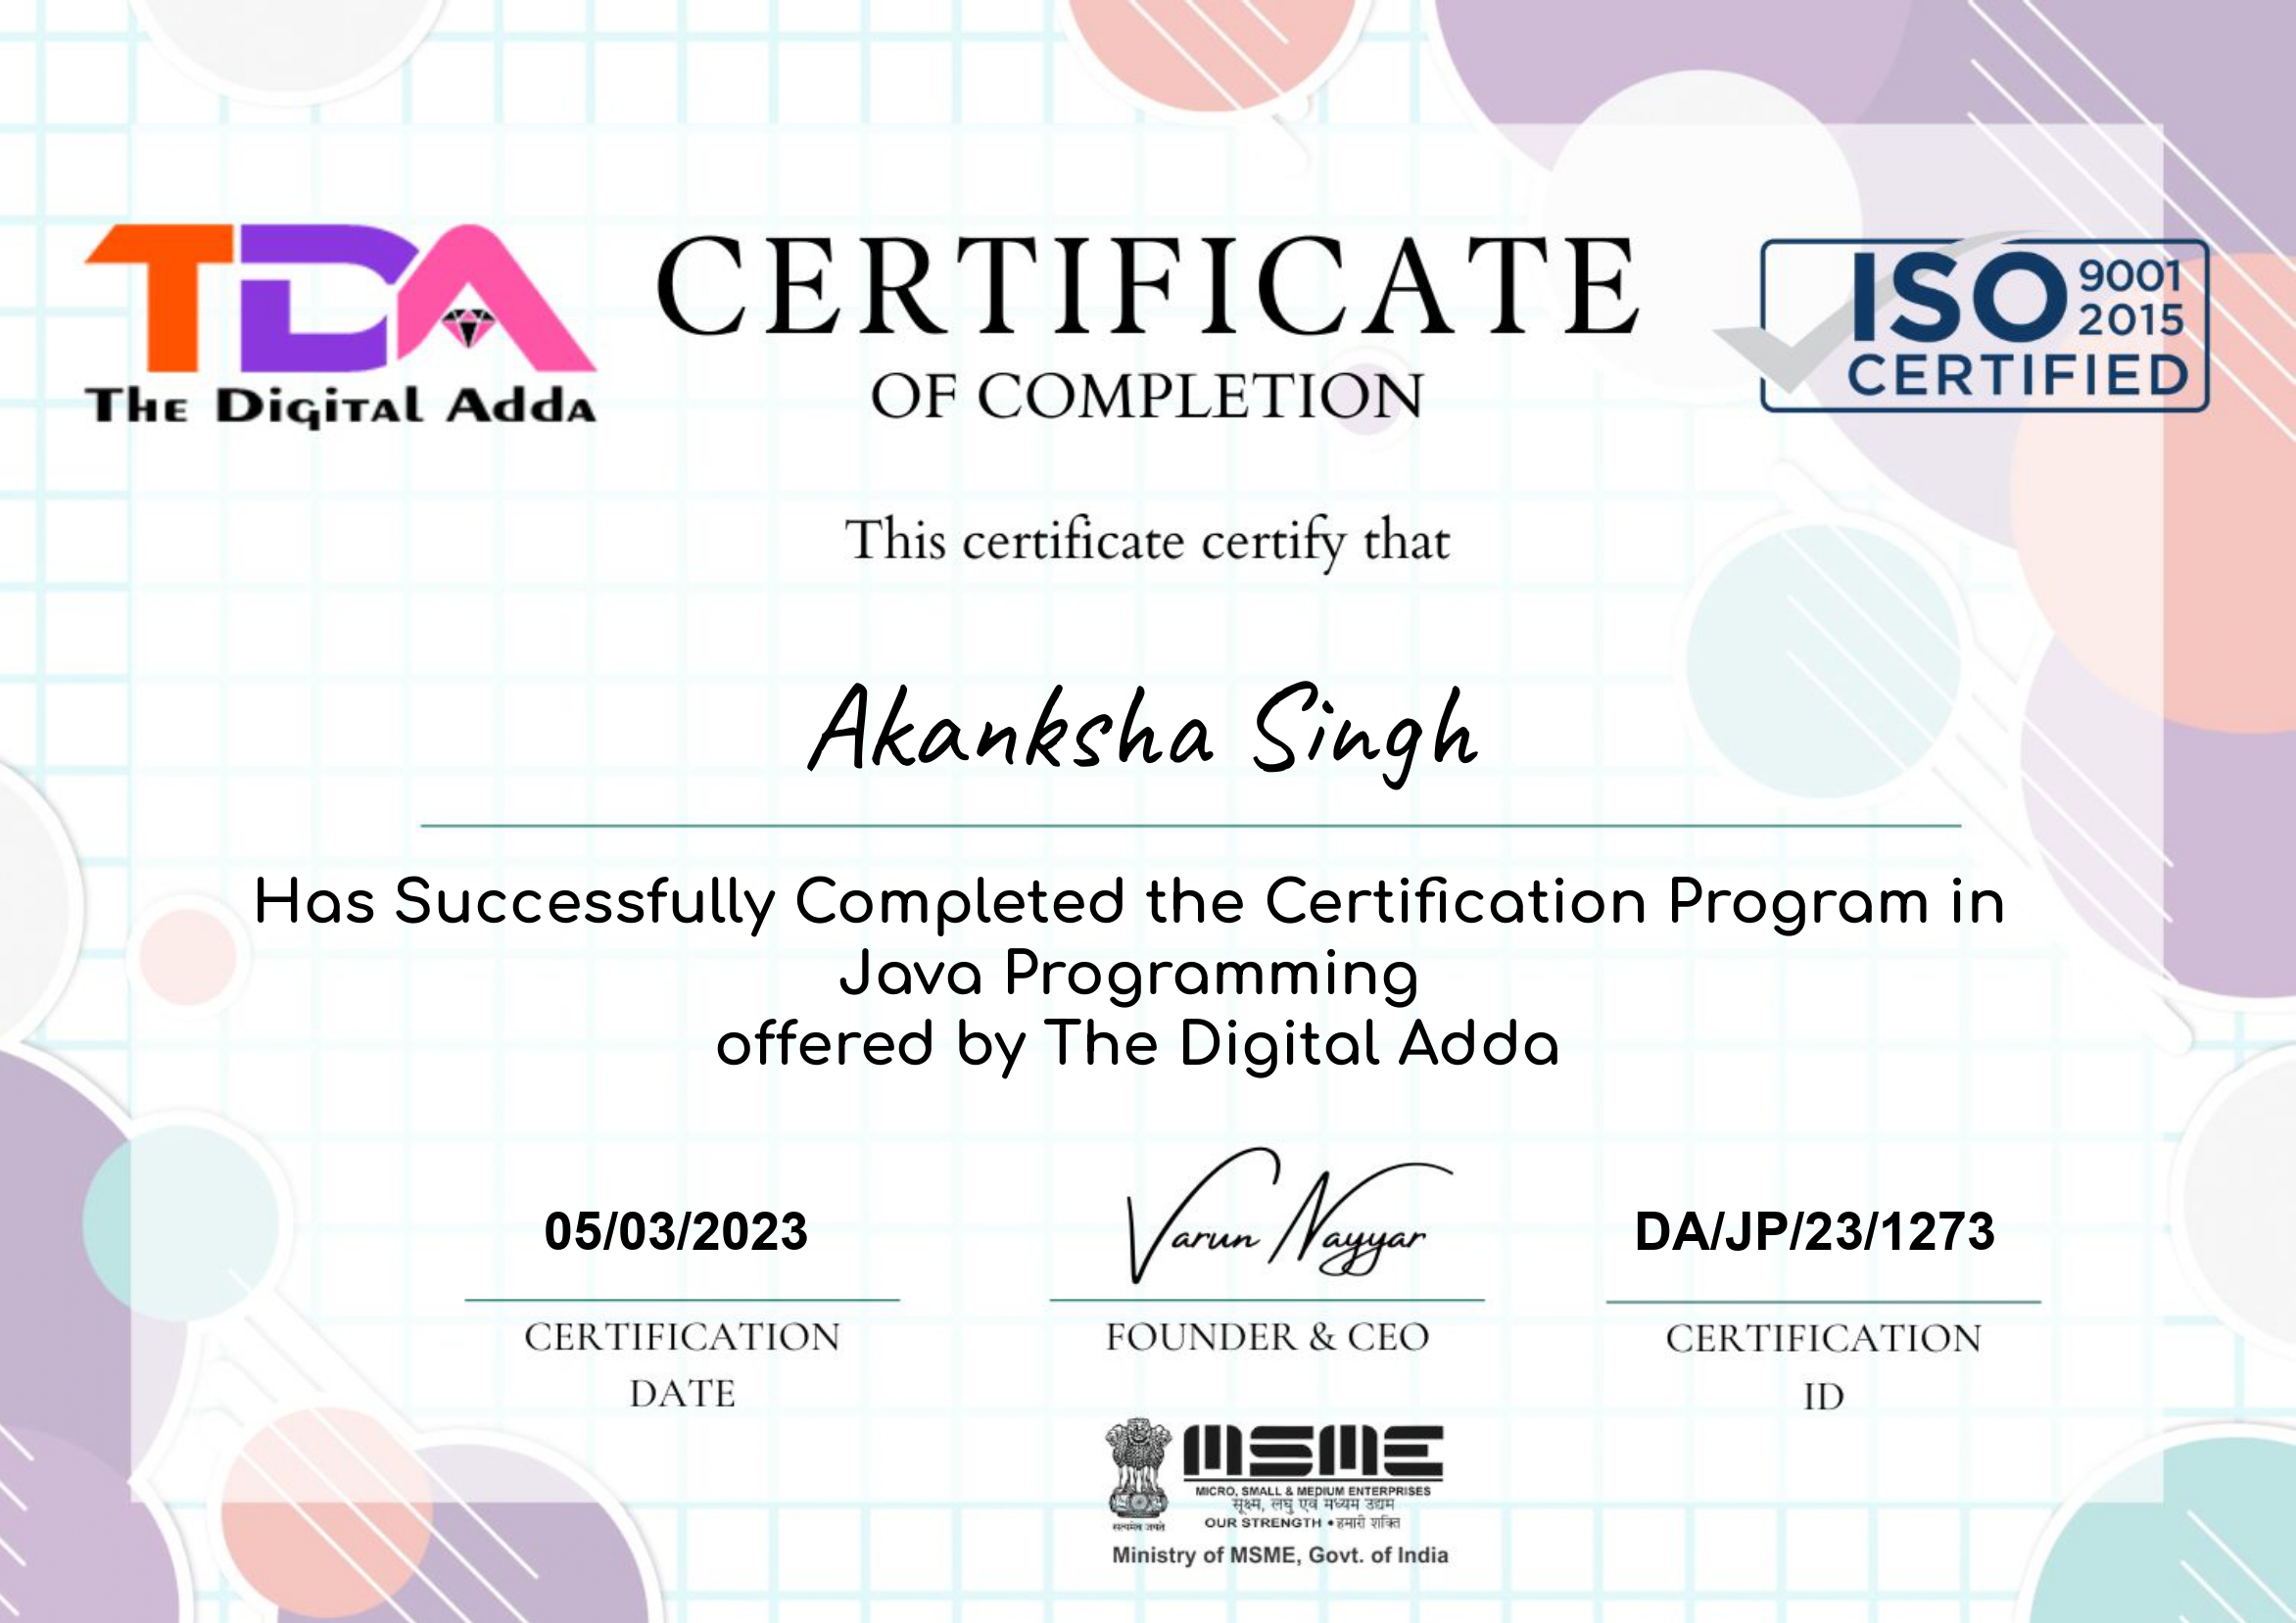 TDA
The Digital Adda
CERTIFICATE
OF COMPLETION
ISO 9001
2015
CERTIFIED
This certificate certify that
Akanksha Singh
Has Successfully Completed the Certification Program in
Java Programming
offered by The Digital Adda
05/03/2023
Varun Nayyar
DA/JP/23/1273
CERTIFICATION
DATE
FOUNDER & CEO
CERTIFICATION
ID
MSME
MICRO, SMALL & MEDIUM ENTERPRISES
सूक्ष्म, लघु एवं मध्यम उद्यम
OUR STRENGTH • हमारी शक्ति
सत्यमेव जयते
Ministry of MSME, Govt. of India